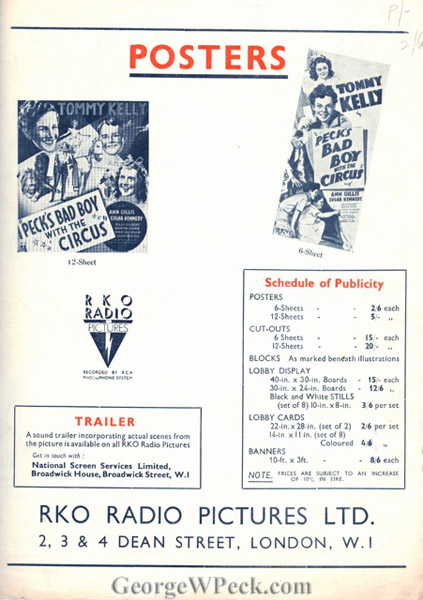 P/-
2/6
POSTERS
TOMMY KELLY
PECK'S BAD BOY
WITH THE
CIRCUS
ANN GILLIS
EDGAR KENNEDY
12-Sheet
TOMMY
KELLY
PECK'S
BAD
BOY
WITH THE
CIRCUS
ANN GILLIS
EDGAR KENNEDY
6-Sheet
RKO
RADIO
PICTURES
RECORDED BY RCA
PHOTOPHONE SYSTEM
TRAILER
A sound trailer incorporating actual scenes from
the picture is available on all RKO Radio Pictures
Get in touch with :
National Screen Services Limited,
Broadwick House, Broadwick Street, W.1
Schedule of Publicity
POSTERS
6-Sheets - - 2/6 each
12-Sheets - - 5/- ,,
CUT-OUTS
6 Sheets - - 15/- each
12-Sheets - - 20/- ,,
BLOCKS As marked beneath illustrations
LOBBY DISPLAY
40-in. x 30-in. Boards - 15/- each
30-in. x 24-in. Boards - 12/6 ,,
Black and White STILLS
(set of 8) 10-in. x 8-in. 3/6 per set
LOBBY CARDS
22-in. x 28-in. (set of 2) 2/6 per set
14-in. x 11-in. (set of 8)
Coloured 4/6 ,,
BANNERS
10-ft. x 3ft. - - 8/6 each
NOTE. PRICES ARE SUBJECT TO AN INCREASE
OF 10% IN EIRE.
RKO RADIO PICTURES LTD.
2, 3 & 4 DEAN STREET, LONDON, W.1
GeorgeWPeck.com